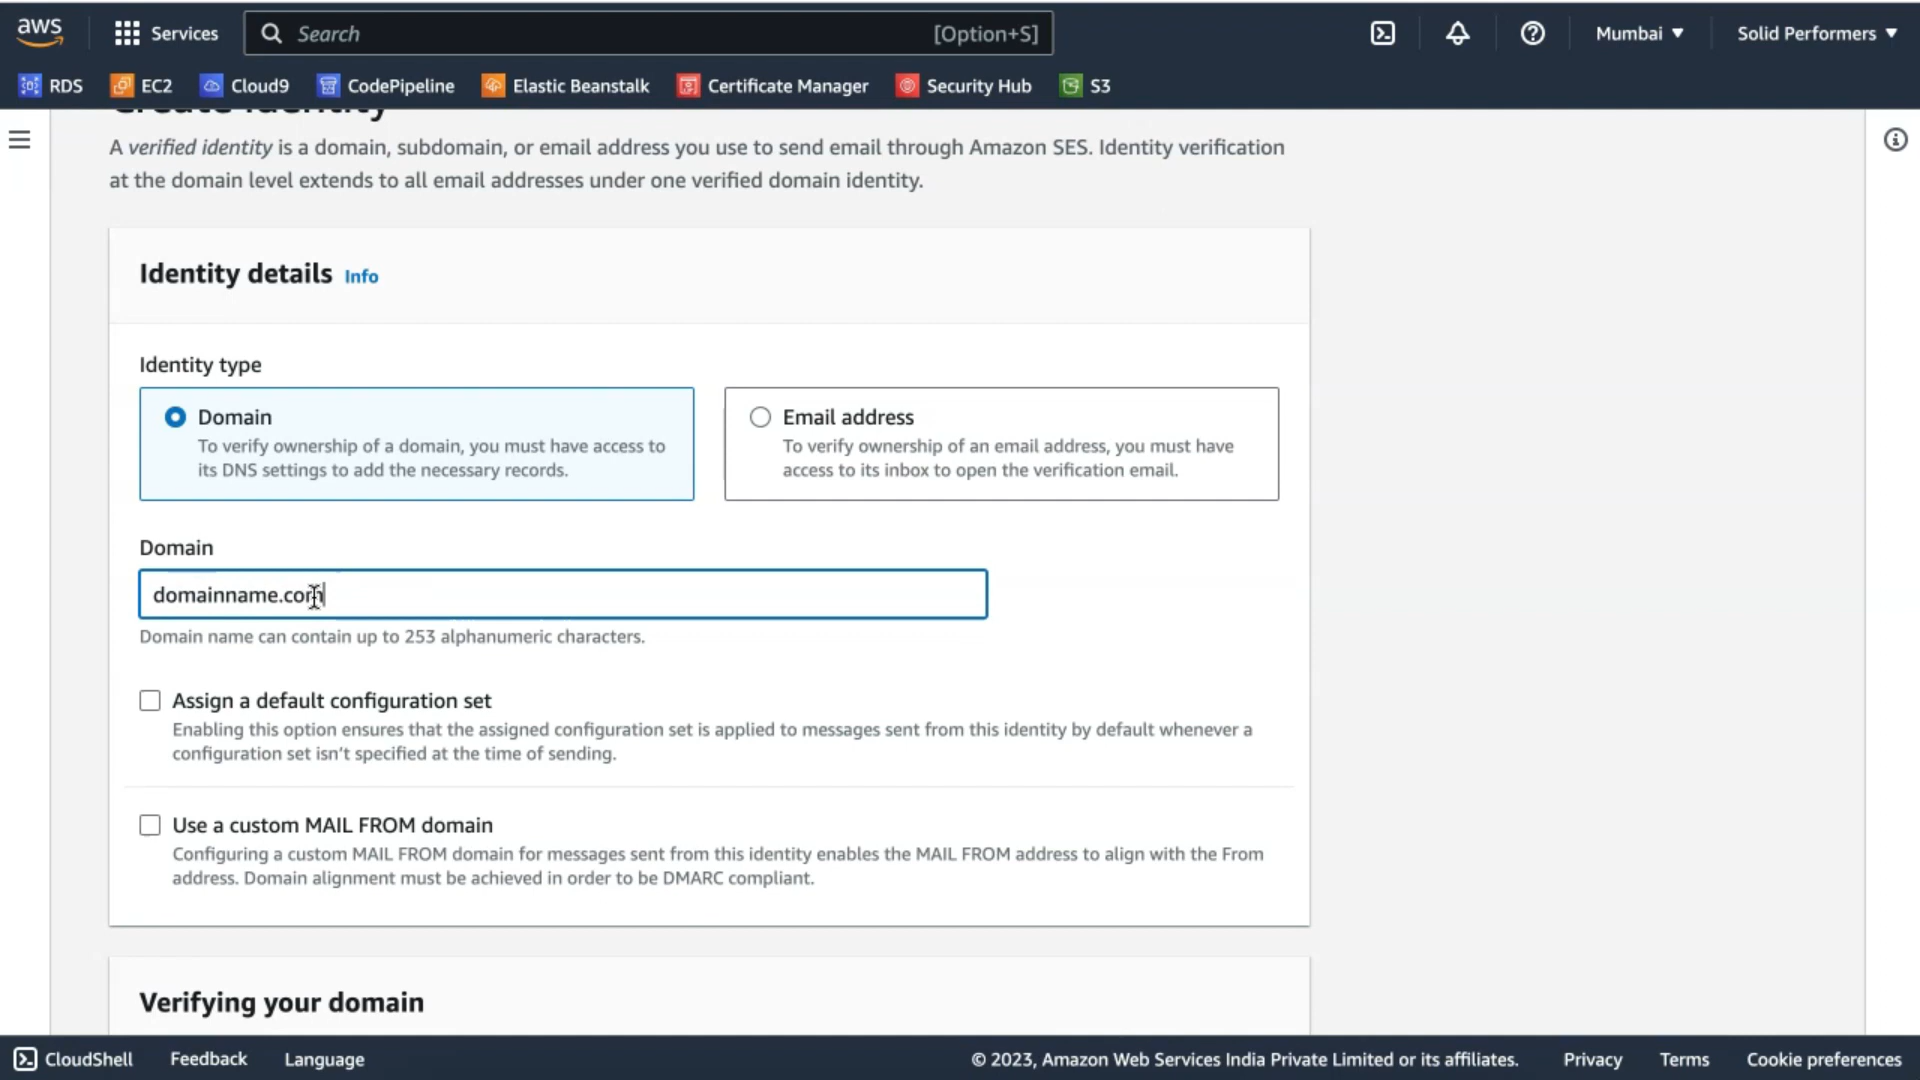 aws
Services
Search
[Option+S]
Mumbai
Solid Performers
RDS
EC2
Cloud9
CodePipeline
Elastic Beanstalk
Certificate Manager
Security Hub
S3
Create identity
A verified identity is a domain, subdomain, or email address you use to send email through Amazon SES. Identity verification
at the domain level extends to all email addresses under one verified domain identity.
Identity details Info
Identity type
Domain
To verify ownership of a domain, you must have access to
its DNS settings to add the necessary records.
Email address
To verify ownership of an email address, you must have
access to its inbox to open the verification email.
Domain
domainname.com
Domain name can contain up to 253 alphanumeric characters.
Assign a default configuration set
Enabling this option ensures that the assigned configuration set is applied to messages sent from this identity by default whenever a
configuration set isn't specified at the time of sending.
Use a custom MAIL FROM domain
Configuring a custom MAIL FROM domain for messages sent from this identity enables the MAIL FROM address to align with the From
address. Domain alignment must be achieved in order to be DMARC compliant.
Verifying your domain
CloudShell
Feedback
Language
© 2023, Amazon Web Services India Private Limited or its affiliates.
Privacy
Terms
Cookie preferences